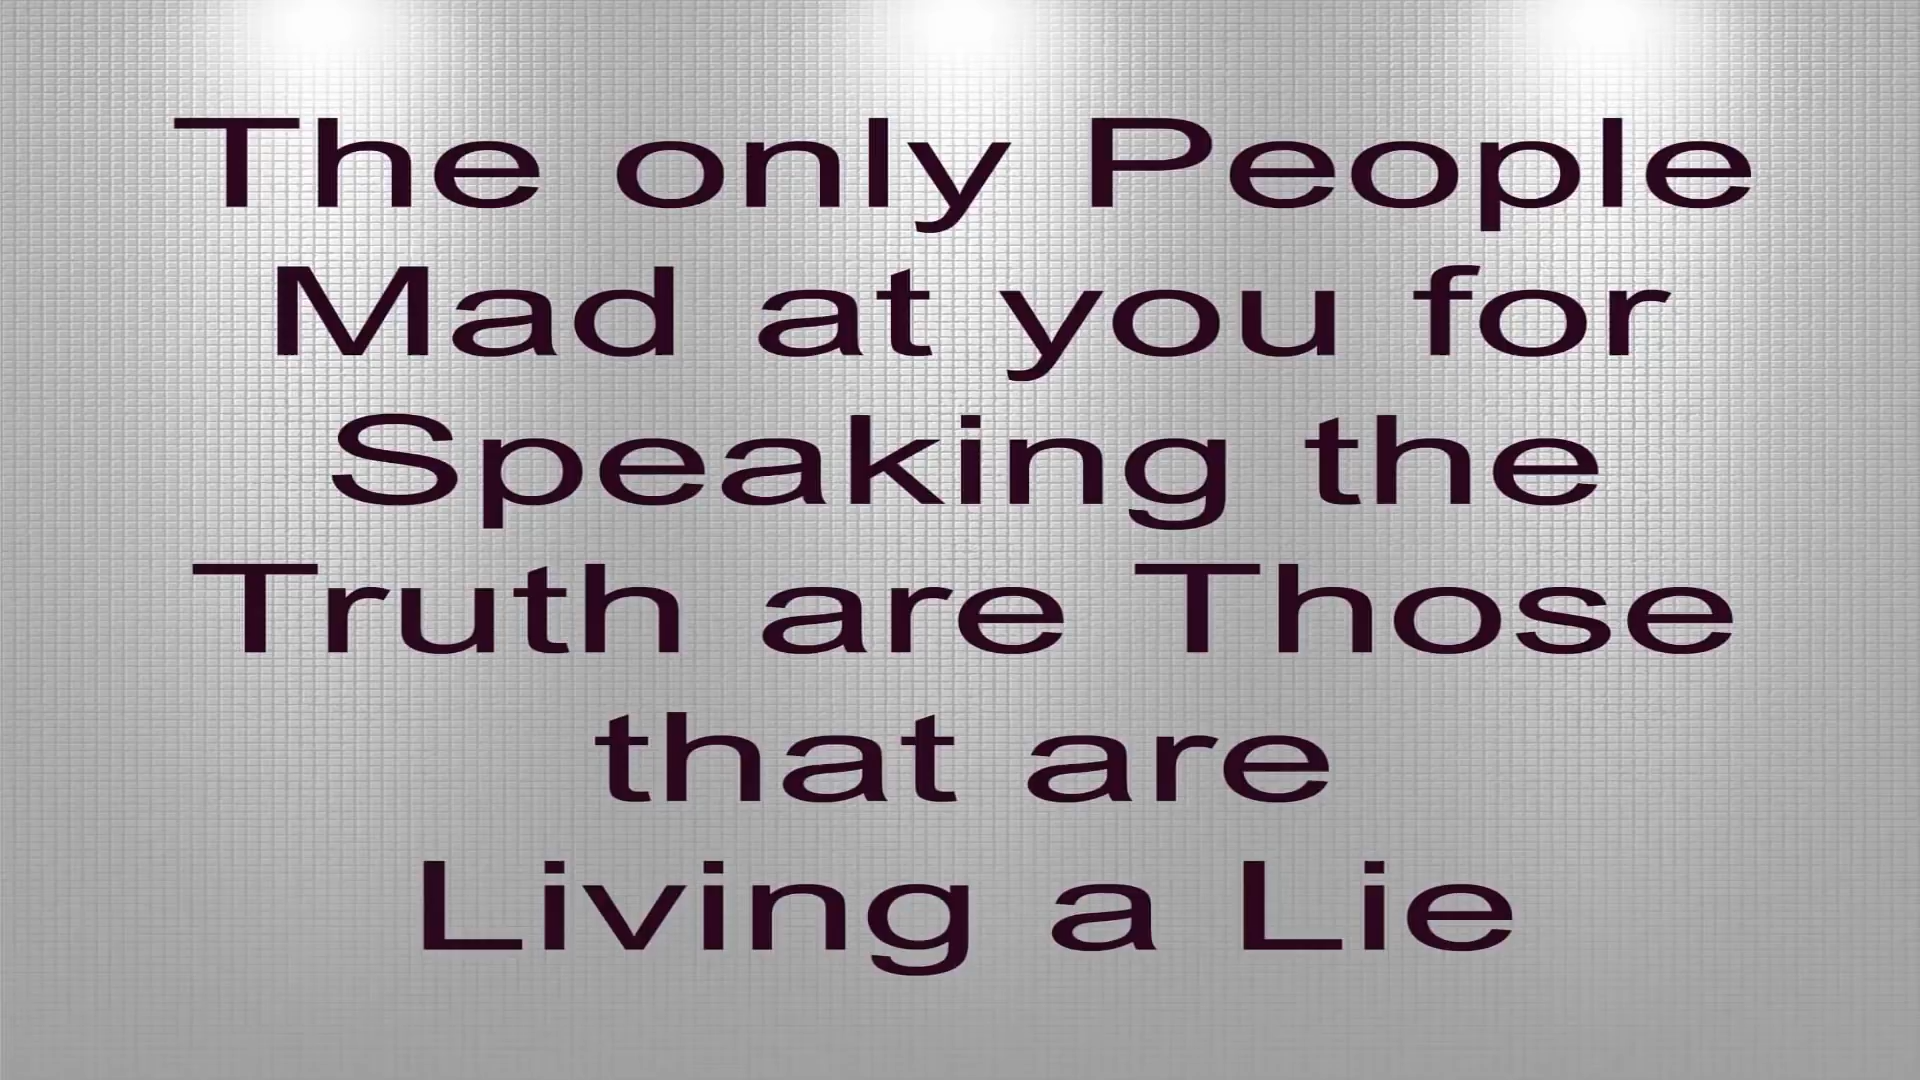 The only People
Mad at you for
Speaking the
Truth are Those
that are
Living a Lie